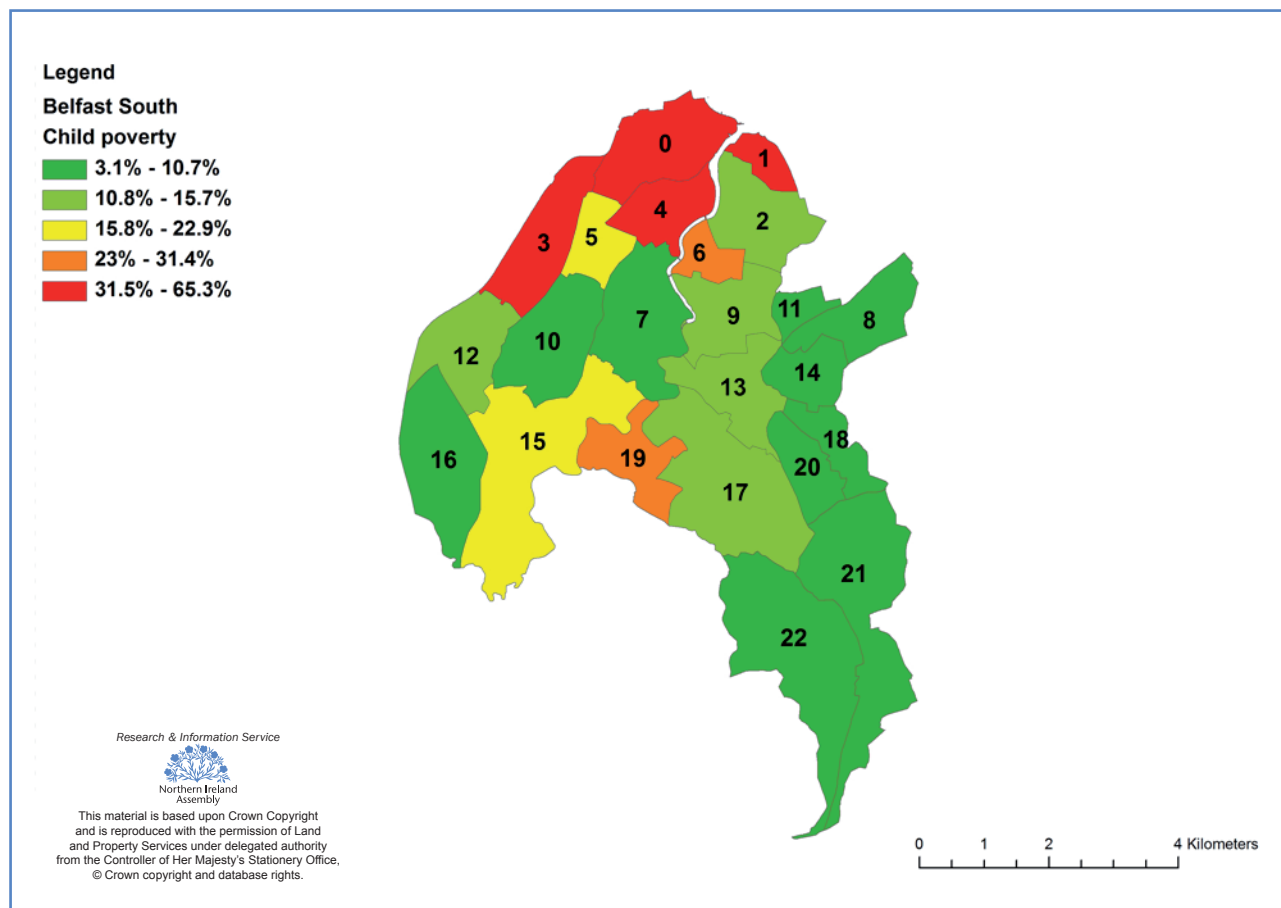 Legend
Belfast South
Child poverty
3.1% - 10.7%
10.8% - 15.7%
15.8% - 22.9%
23% - 31.4%
31.5% - 65.3%
0
1
4
2
5
3
6
11
9
7
8
10
12
14
13
18
15
19
16
20
17
21
22
Research & Information Service
Northern Ireland
Assembly
This material is based upon Crown Copyright
and is reproduced with the permission of Land
and Property Services under delegated authority
from the Controller of Her Majesty's Stationery Office,
© Crown copyright and database rights.
0 1 2 4 Kilometers